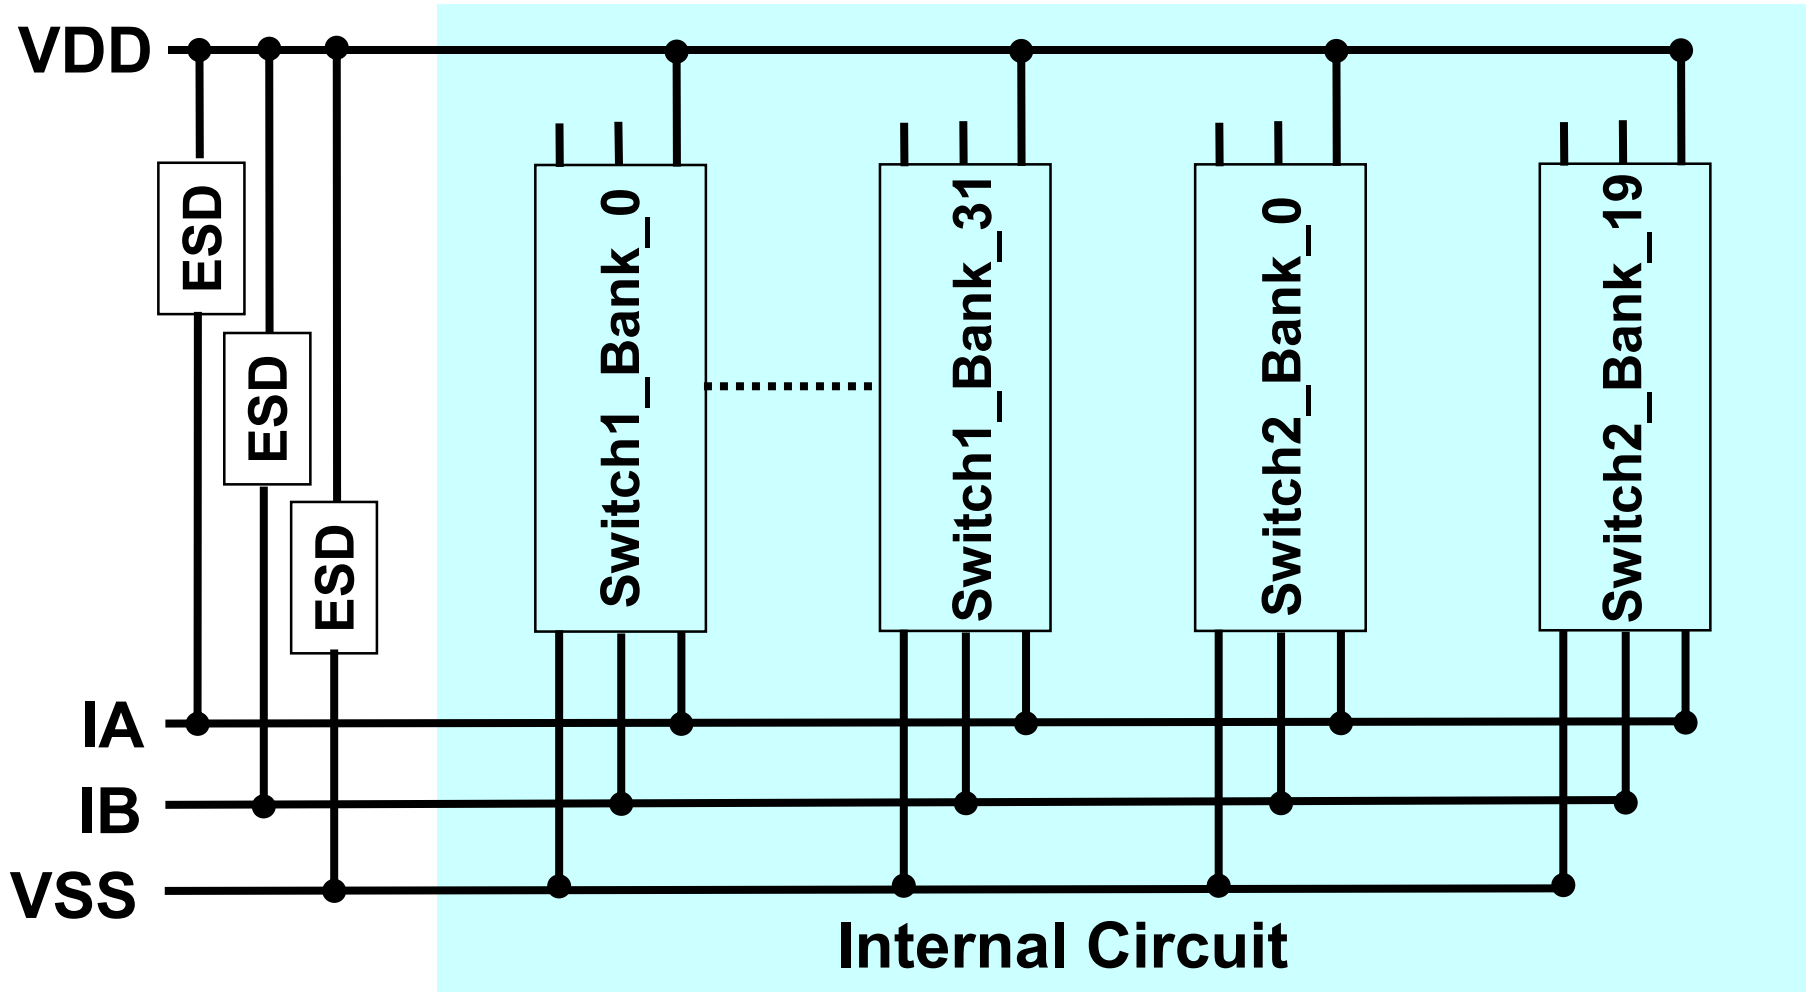 VDD
ESD
ESD
ESD
Switch1_Bank_0
Switch1_Bank_31
Switch2_Bank_0
Switch2_Bank_19
IA
IB
VSS
Internal Circuit